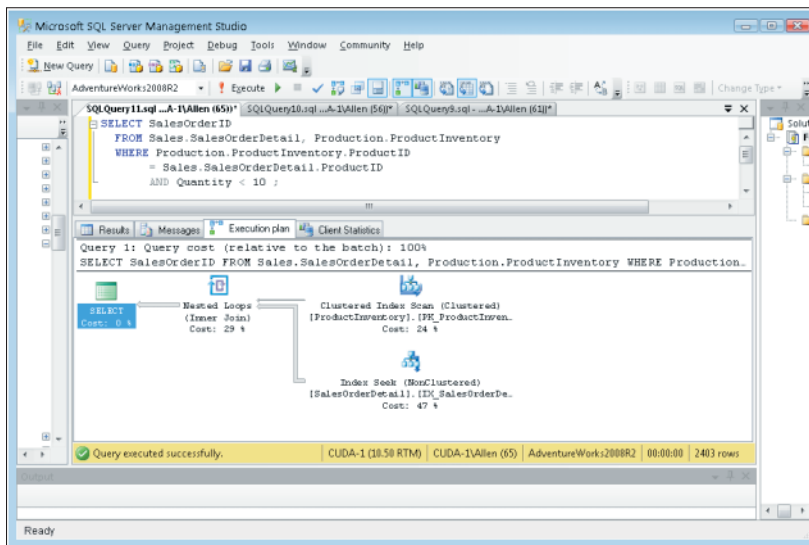 Microsoft SQL Server Management Studio
File Edit View Query Project Debug Tools Window Community Help
New Query
AdventureWorks2008R2 Execute Change Type
SQLQuery11.sql ...A-1\Allen (65))* SQLQuery10.sql ...A-1\Allen (56))* SQLQuery9.sql - ...A-1\Allen (61))*
SELECT SalesOrderID
FROM Sales.SalesOrderDetail, Production.ProductInventory
WHERE Production.ProductInventory.ProductID
= Sales.SalesOrderDetail.ProductID
AND Quantity < 10 ;
Solut
F
Results Messages Execution plan Client Statistics
Query 1: Query cost (relative to the batch): 100%
SELECT SalesOrderID FROM Sales.SalesOrderDetail, Production.ProductInventory WHERE Production…
SELECT
Cost: 0 %
Nested Loops
(Inner Join)
Cost: 29 %
Clustered Index Scan (Clustered)
[ProductInventory].[PK_ProductInven…
Cost: 24 %
Index Seek (NonClustered)
[SalesOrderDetail].[IX_SalesOrderDe…
Cost: 47 %
Query executed successfully. CUDA-1 (10.50 RTM) CUDA-1\Allen (65) AdventureWorks2008R2 00:00:00 2403 rows
Output
Ready